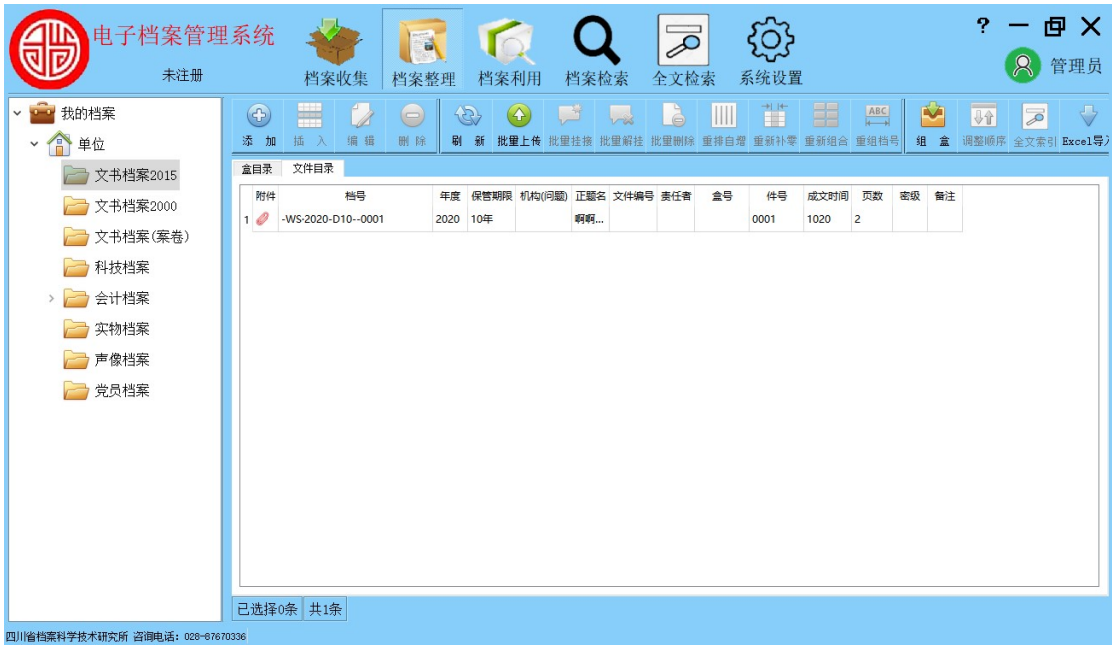 电子档案管理系统
未注册
档案收集 档案整理 档案利用 档案检索 全文检索 系统设置
?
管理员
我的档案
单位
文书档案2015
文书档案2000
文书档案(案卷)
科技档案
会计档案
实物档案
声像档案
党员档案
添 加 插 入 编 辑 删 除 刷 新 批量上传 批量挂接 批量解挂 批量删除 重排自增 重新补零 重新组合 重组档号 组 盒 调整顺序 全文索引 Excel导入
ABC
盒目录 文件目录
附件 档号 年度 保管期限 机构(问题) 正题名 文件编号 责任者 盒号 件号 成文时间 页数 密级 备注
1 -WS·2020-D10--0001 2020 10年 啊啊... 0001 1020 2
已选择0条 共1条
四川省档案科学技术研究所 咨询电话：028-87670336